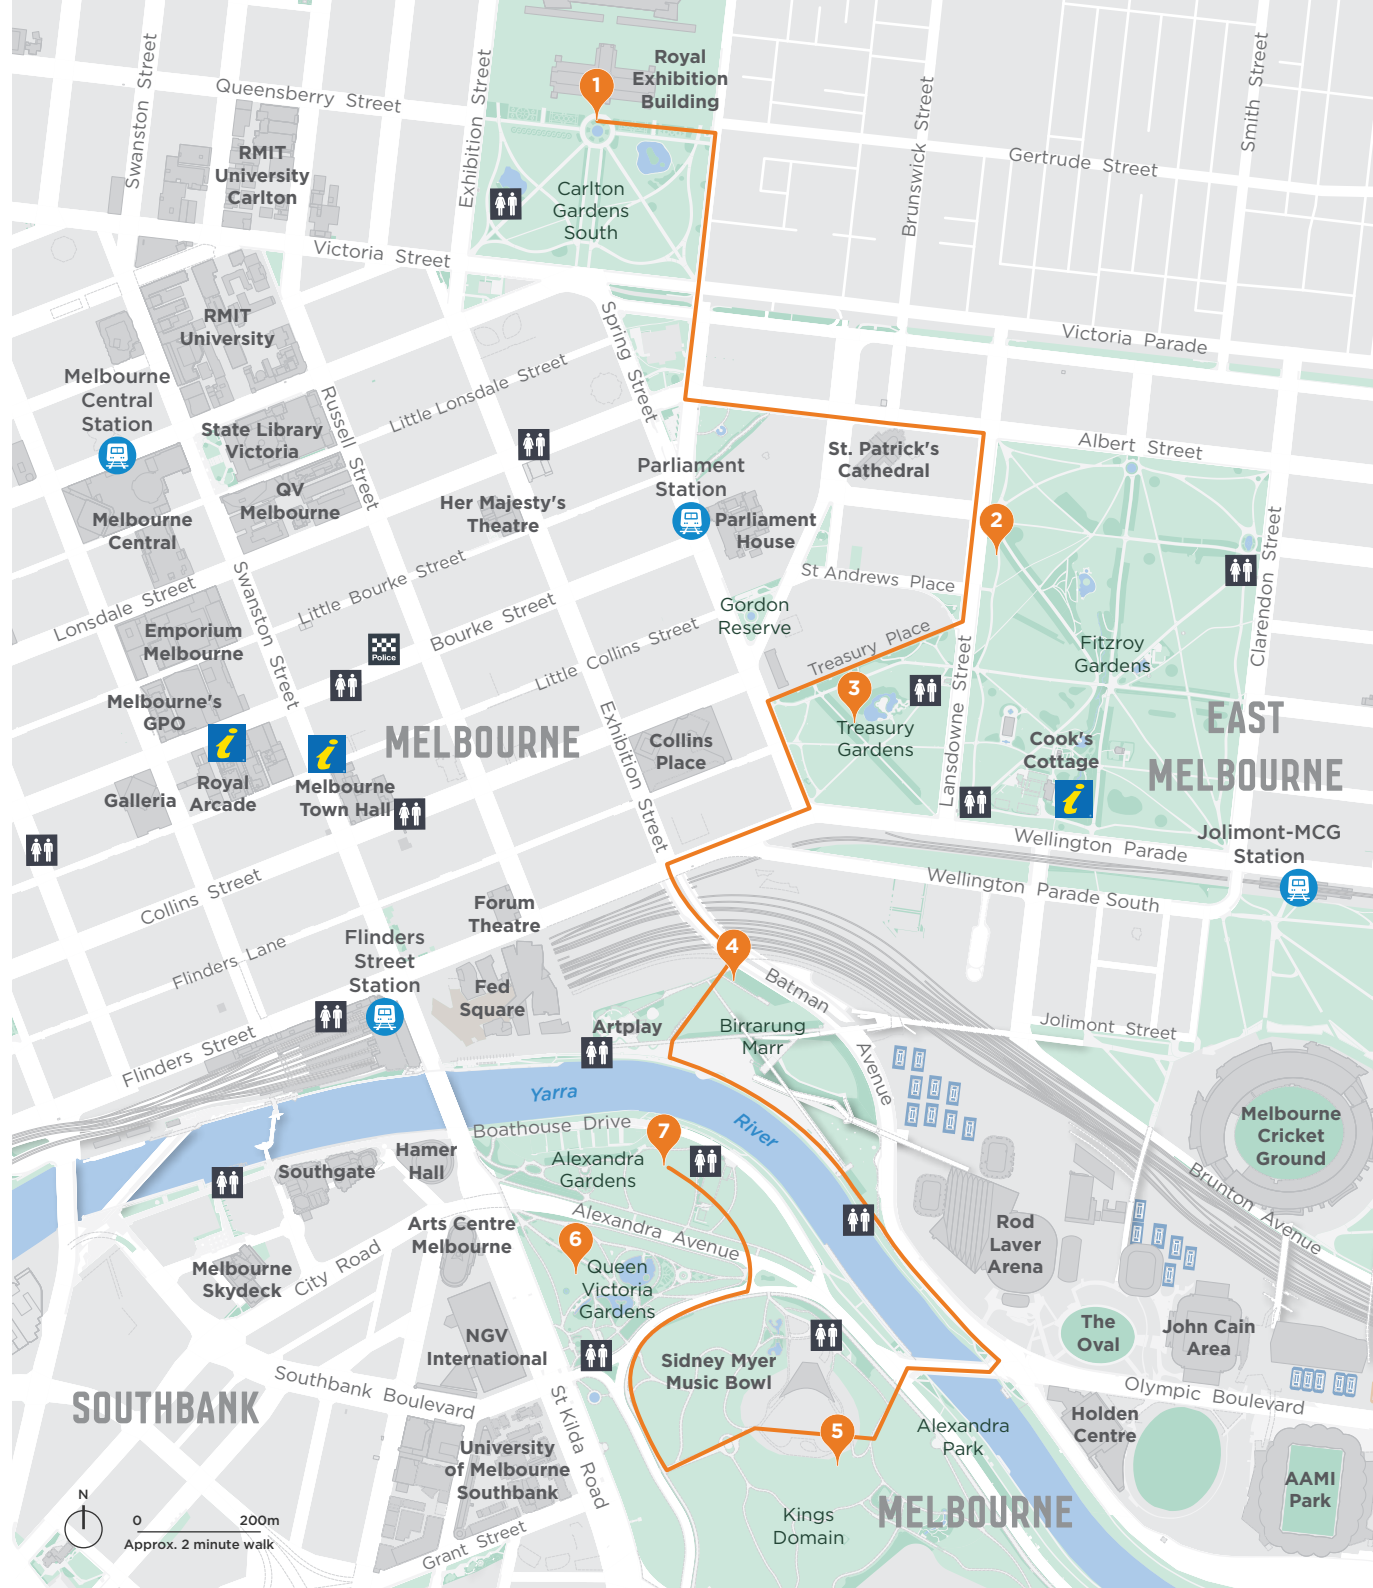 Royal
Exhibition
Building
1
Swanston Street
Queensberry Street
Exhibition Street
Brunswick Street
Smith Street
Gertrude Street
RMIT
University
Carlton
Carlton
Gardens
South
Victoria Street
RMIT
University
Spring Street
Victoria Parade
Melbourne
Central
Station
Little Lonsdale Street
Russell Street
State Library
Victoria
QV
Melbourne
St. Patrick's
Cathedral
Albert Street
Parliament
Station
Her Majesty's
Theatre
Parliament
House
2
Melbourne
Central
Clarendon Street
Swanston Street
Little Bourke Street
St Andrews Place
Lonsdale Street
Bourke Street
Gordon
Reserve
Emporium
Melbourne
Police
Little Collins Street
Treasury Place
Fitzroy
Gardens
Lansdowne Street
3
Melbourne's
GPO
Treasury
Gardens
EAST
MELBOURNE
MELBOURNE
Exhibition Street
Collins
Place
Cook's
Cottage
i
i
i
Royal
Arcade
Galleria
Melbourne
Town Hall
Wellington Parade
Jolimont-MCG
Station
Collins Street
Wellington Parade South
Forum
Theatre
Flinders Lane
Flinders
Street
Station
4
Fed
Square
Batman
Avenue
Artplay
Birrarung
Marr
Jolimont Street
Flinders Street
Yarra
River
Boathouse Drive
7
Melbourne
Cricket
Ground
Hamer
Hall
Southgate
Alexandra
Gardens
Brunton Avenue
Arts Centre
Melbourne
Alexandra Avenue
6
Rod
Laver
Arena
Melbourne
Skydeck
City Road
Queen
Victoria
Gardens
The
Oval
John Cain
Area
NGV
International
Sidney Myer
Music Bowl
Southbank Boulevard
SOUTHBANK
St Kilda Road
Olympic Boulevard
Holden
Centre
5
Alexandra
Park
University
of Melbourne
Southbank
AAMI
Park
Kings
Domain
MELBOURNE
N
0 200m
Approx. 2 minute walk
Grant Street